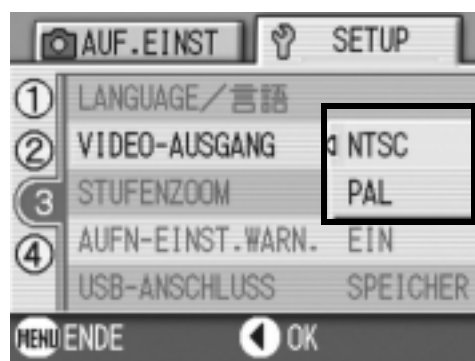 AUF.EINST SETUP
① LANGUAGE/言語
② VIDEO-AUSGANG NTSC
3 STUFENZOOM PAL
④ AUFN-EINST.WARN. EIN
USB-ANSCHLUSS SPEICHER
MENU ENDE OK